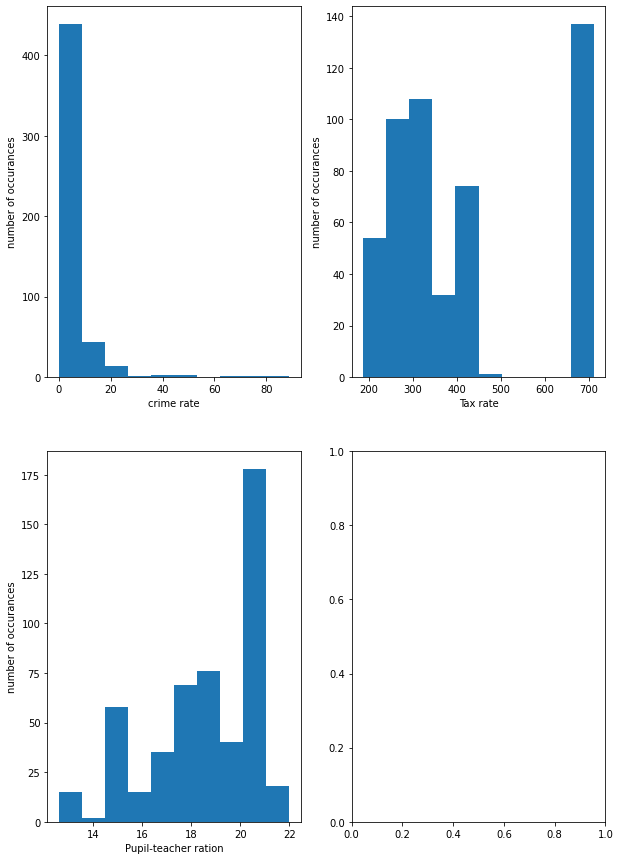 number of occurances
400
300
200
100
0
0 20 40 60 80
crime rate
number of occurances
140
120
100
80
60
40
20
0
200 300 400 500 600 700
Tax rate
number of occurances
175
150
125
100
75
50
25
0
14 16 18 20 22
Pupil-teacher ration
1.0
0.8
0.6
0.4
0.2
0.0
0.0 0.2 0.4 0.6 0.8 1.0